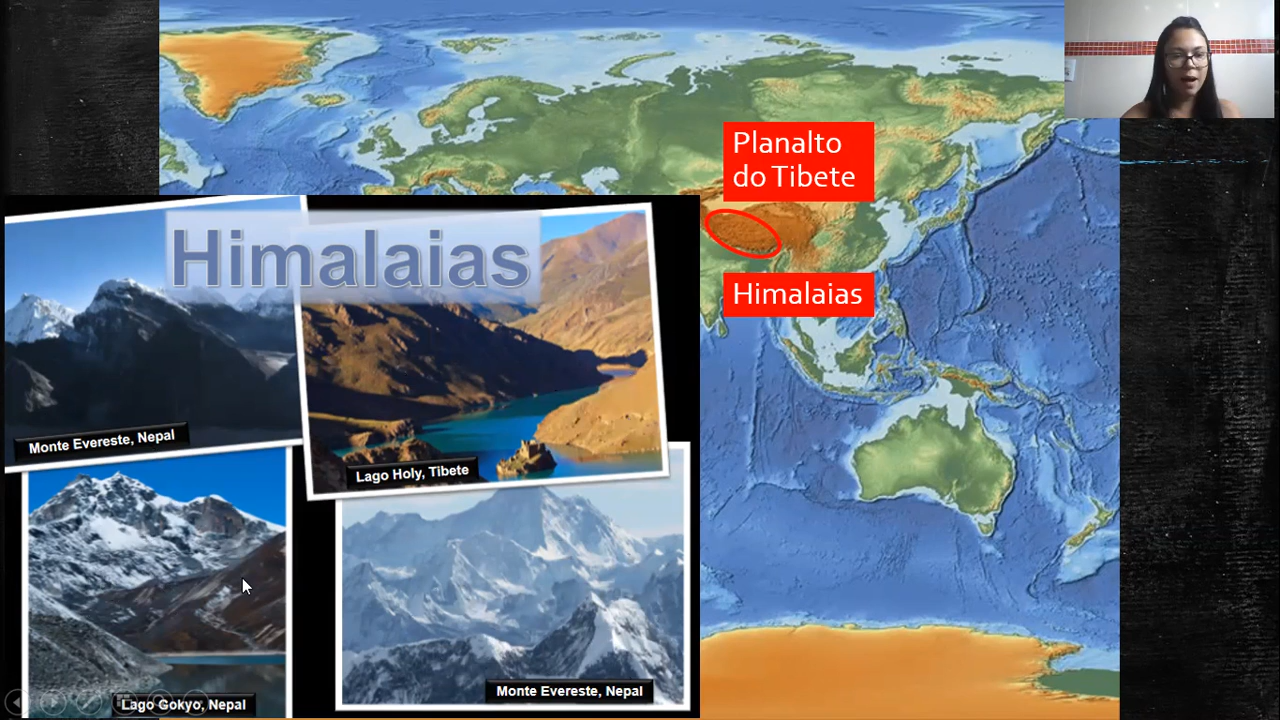 Planalto
do Tibete
Himalaias
Himalaias
Monte Evereste, Nepal
Lago Holy, Tibete
Lago Gokyo, Nepal
Monte Evereste, Nepal